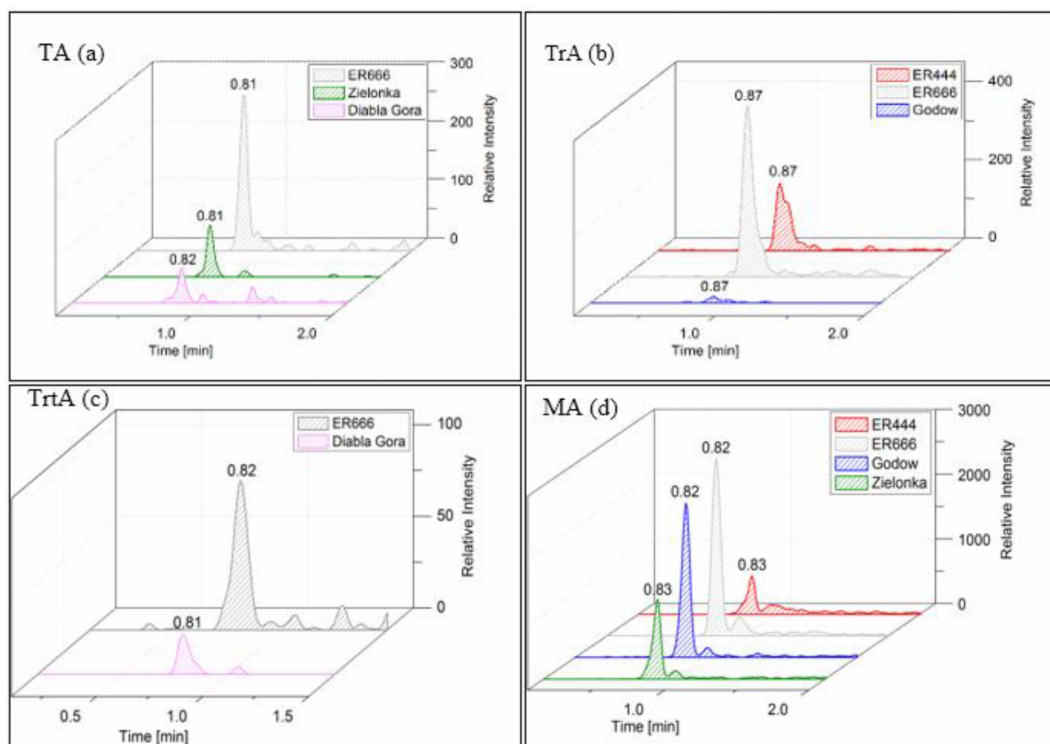 TA (a)
ER666
Zielonka
Diabla Gora
0.81
0.81
0.82
300
200
100
0
Relative Intensity
1.0
2.0
Time [min]
TrA (b)
ER444
ER666
Godow
0.87
0.87
0.87
400
200
0
Relative Intensity
1.0
2.0
Time [min]
TrtA (c)
ER666
Diabla Gora
0.82
0.81
100
50
0
Relative Intensity
0.5
1.0
1.5
Time [min]
MA (d)
ER444
ER666
Godow
Zielonka
0.82
0.82
0.83
0.83
3000
2000
1000
0
Relative Intensity
1.0
2.0
Time [min]